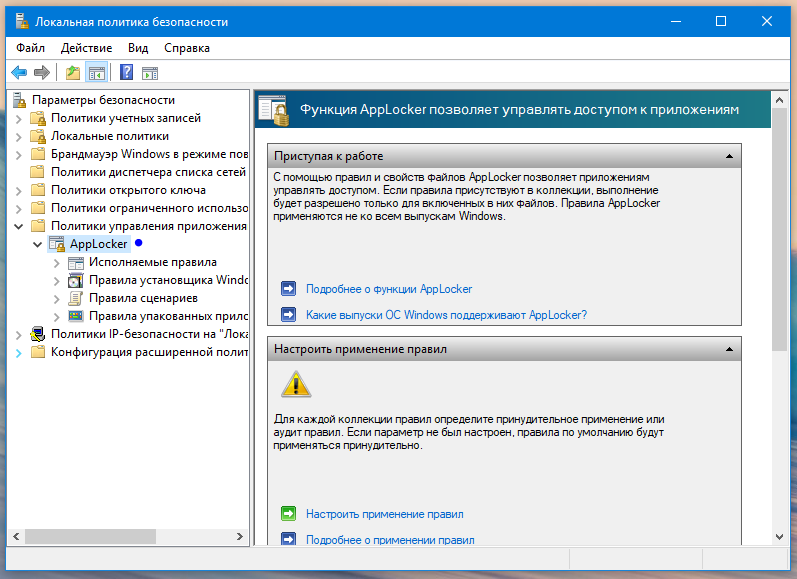 Локальная политика безопасности
Файл Действие Вид Справка
Параметры безопасности
Политики учетных записей
Локальные политики
Брандмауэр Windows в режиме пов
Политики диспетчера списка сетей
Политики открытого ключа
Политики ограниченного использо
Политики управления приложения
AppLocker
Исполняемые правила
Правила установщика Windo
Правила сценариев
Правила упакованных прило
Политики IP-безопасности на "Лока
Конфигурация расширенной полит
Функция AppLocker позволяет управлять доступом к приложениям
Приступая к работе
С помощью правил и свойств файлов AppLocker позволяет приложениям
управлять доступом. Если правила присутствуют в коллекции, выполнение
будет разрешено только для включенных в них файлов. Правила AppLocker
применяются не ко всем выпускам Windows.
Подробнее о функции AppLocker
Какие выпуски ОС Windows поддерживают AppLocker?
Настроить применение правил
Для каждой коллекции правил определите принудительное применение или
аудит правил. Если параметр не был настроен, правила по умолчанию будут
применяться принудительно.
Настроить применение правил
Подробнее о применении правил